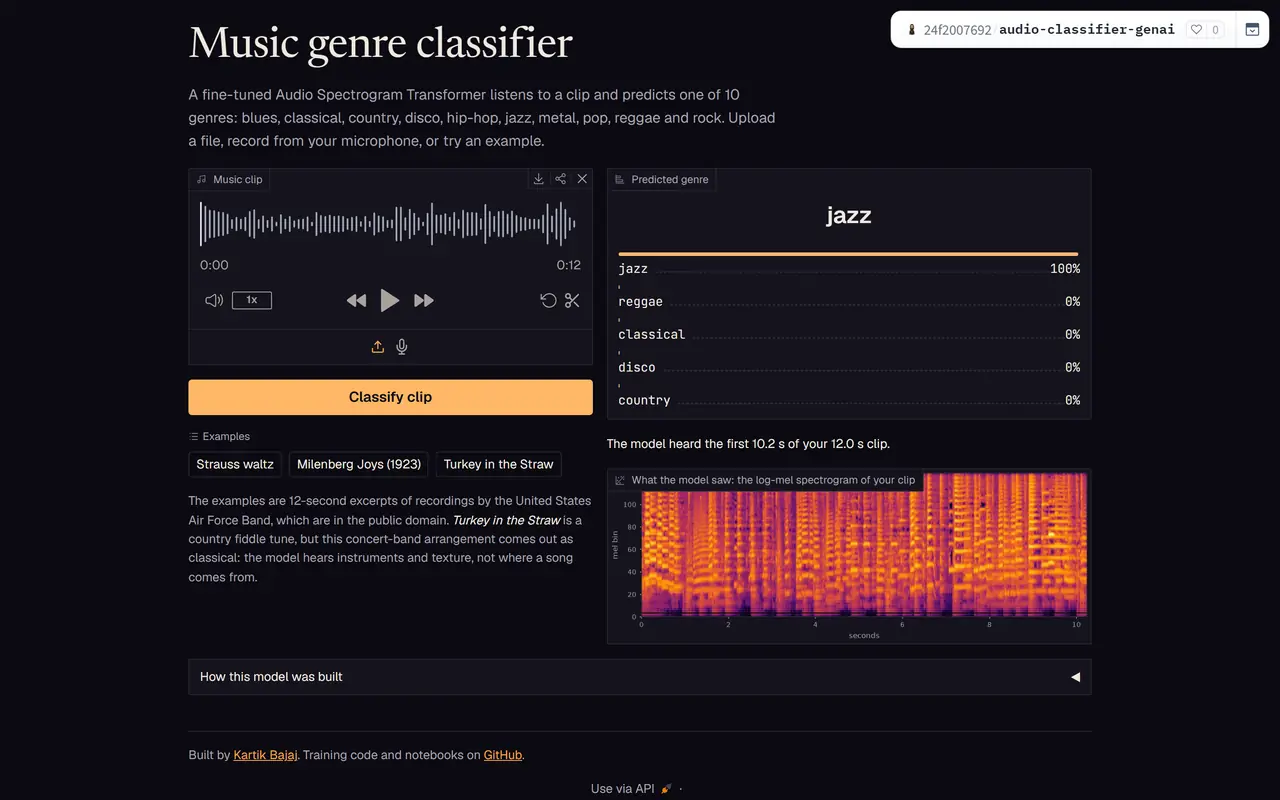 Music genre classifier
24f2007692 audio-classifier-genai 0
A fine-tuned Audio Spectrogram Transformer listens to a clip and predicts one of 10
genres: blues, classical, country, disco, hip-hop, jazz, metal, pop, reggae and rock. Upload
a file, record from your microphone, or try an example.
Music clip
0:00 0:12
1x
Classify clip
Examples
Strauss waltz Milenberg Joys (1923) Turkey in the Straw
The examples are 12-second excerpts of recordings by the United States
Air Force Band, which are in the public domain. Turkey in the Straw is a
country fiddle tune, but this concert-band arrangement comes out as
classical: the model hears instruments and texture, not where a song
comes from.
Predicted genre
jazz
jazz 100%
reggae 0%
classical 0%
disco 0%
country 0%
The model heard the first 10.2 s of your 12.0 s clip.
What the model saw: the log-mel spectrogram of your clip
100
80
60
40
20
0
mel bin
0 2 4 6 8 10
seconds
How this model was built
Built by Kartik Bajaj. Training code and notebooks on GitHub.
Use via API ·